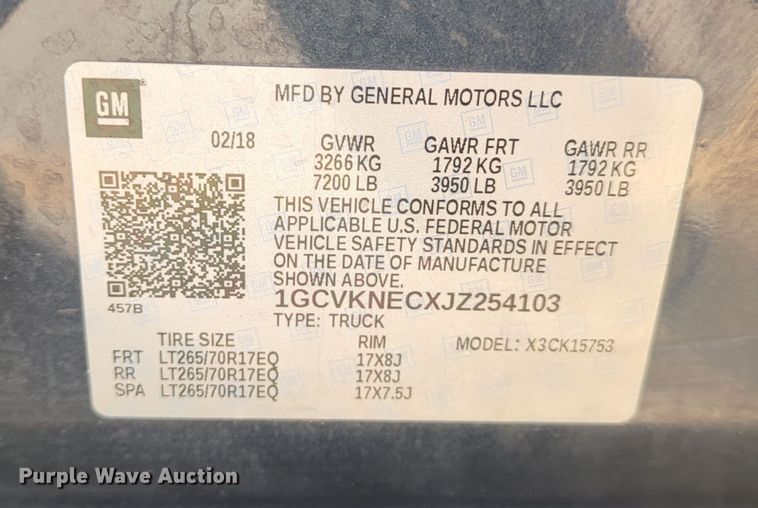 GM
MFD BY GENERAL MOTORS LLC
02/18 GVWR GAWR FRT GAWR RR
3266 KG 1792 KG 1792 KG
7200 LB 3950 LB 3950 LB
THIS VEHICLE CONFORMS TO ALL
APPLICABLE U.S. FEDERAL MOTOR
VEHICLE SAFETY STANDARDS IN EFFECT
ON THE DATE OF MANUFACTURE
SHOWN ABOVE.
457B 1GCVKNECXJZ254103
TYPE: TRUCK
TIRE SIZE RIM MODEL: X3CK15753
FRT LT265/70R17EQ 17X8J
RR LT265/70R17EQ 17X8J
SPA LT265/70R17EQ 17X7.5J
Purple Wave Auction